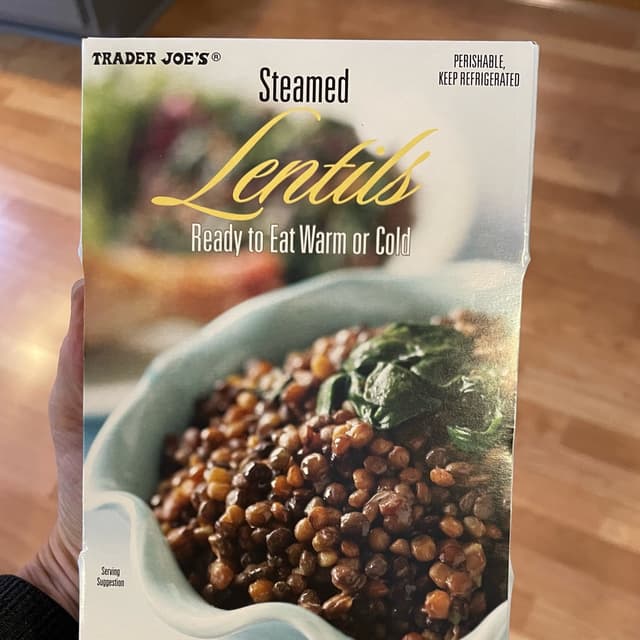 TRADER JOE'S®
PERISHABLE,
KEEP REFRIGERATED
Steamed
Lentils
Ready to Eat Warm or Cold
Serving
Suggestion